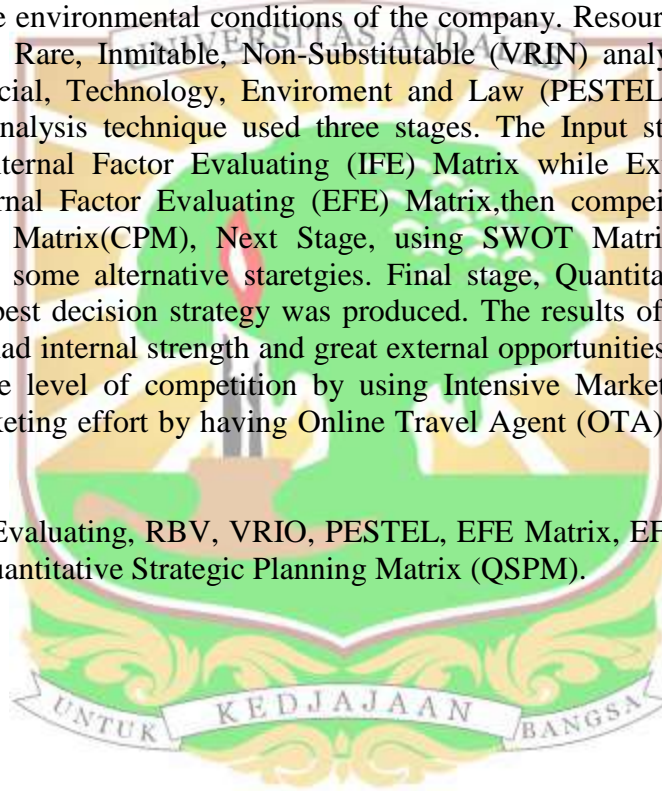 e environmental conditions of the company. Resour
UNIVERSITAS ANDALAS
Rare, Inmitable, Non-Substitutable (VRIN) analy
cial, Technology, Enviroment and Law (PESTEL
nalysis technique used three stages. The Input st
nternal Factor Evaluating (IFE) Matrix while Ex
rnal Factor Evaluating (EFE) Matrix,then compei
Matrix(CPM), Next Stage, using SWOT Matri
some alternative staretgies. Final stage, Quantita
best decision strategy was produced. The results of
had internal strength and great external opportunities
e level of competition by using Intensive Market
keting effort by having Online Travel Agent (OTA)
Evaluating, RBV, VRIO, PESTEL, EFE Matrix, EF
uantitative Strategic Planning Matrix (QSPM).
UNTUK KEDJAJAAN BANGSA